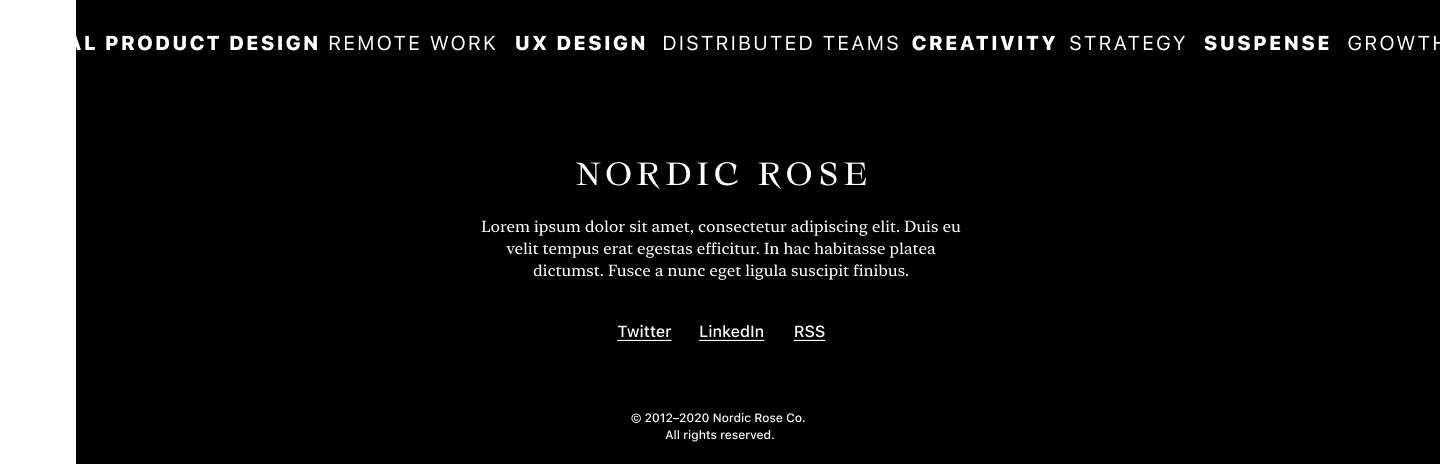 AL PRODUCT DESIGN REMOTE WORK UX DESIGN DISTRIBUTED TEAMS CREATIVITY STRATEGY SUSPENSE GROWTH
NORDIC ROSE
Lorem ipsum dolor sit amet, consectetur adipiscing elit. Duis eu
velit tempus erat egestas efficitur. In hac habitasse platea
dictumst. Fusce a nunc eget ligula suscipit finibus.
Twitter LinkedIn RSS
© 2012–2020 Nordic Rose Co.
All rights reserved.